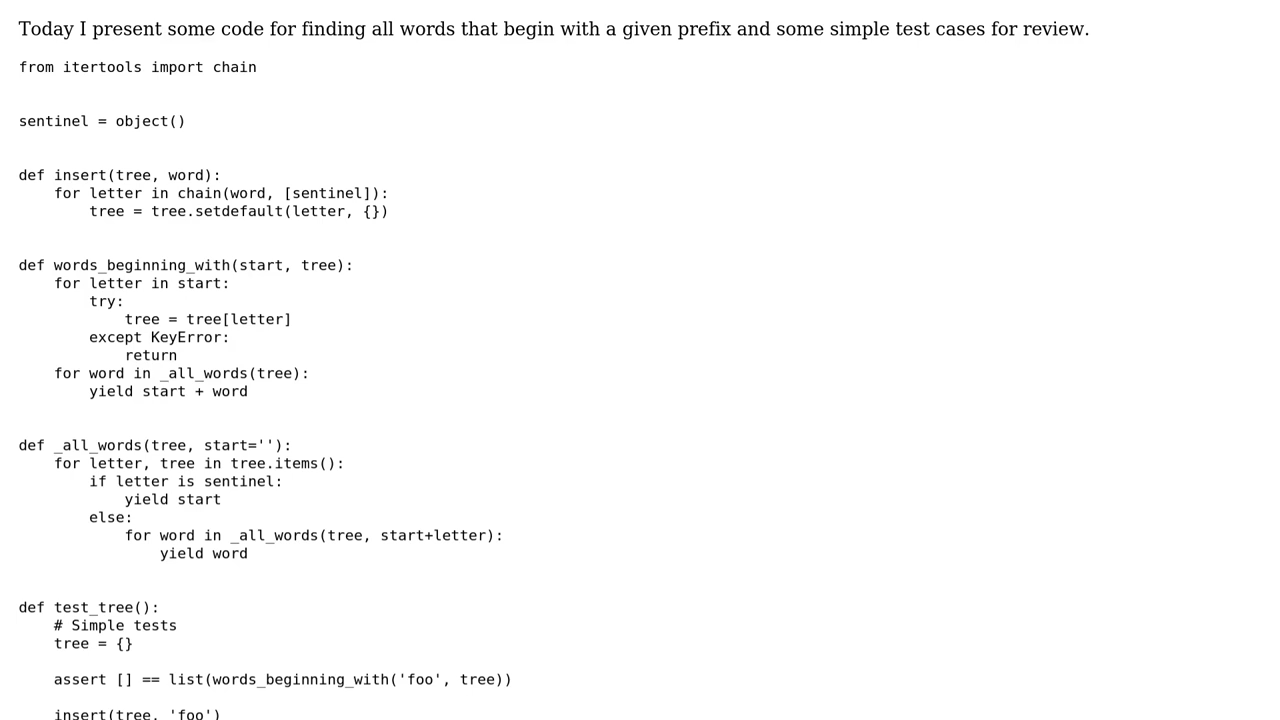 Today I present some code for finding all words that begin with a given prefix and some simple test cases for review.
from itertools import chain
sentinel = object()
def insert(tree, word):
    for letter in chain(word, [sentinel]):
        tree = tree.setdefault(letter, {})
def words_beginning_with(start, tree):
    for letter in start:
        try:
            tree = tree[letter]
        except KeyError:
            return
    for word in _all_words(tree):
        yield start + word
def _all_words(tree, start=''):
    for letter, tree in tree.items():
        if letter is sentinel:
            yield start
        else:
            for word in _all_words(tree, start+letter):
                yield word
def test_tree():
    # Simple tests
    tree = {}
    assert [] == list(words_beginning_with('foo', tree))
    insert(tree, 'foo')